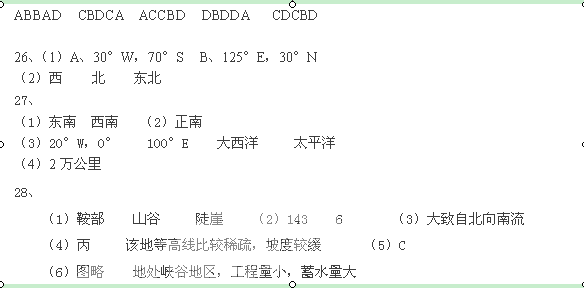 ABBAD CBDCA ACCBD DBDDA CDCBD
26、(1) A、30° W, 70° S B、125° E, 30° N
(2) 西 北 东北
27、
(1) 东南 西南 (2) 正南
(3) 20° W, 0° 100° E 大西洋 太平洋
(4) 2 万公里
28、
(1) 鞍部 山谷 陡崖 (2) 143 6 (3) 大致自北向南流
(4) 丙 该地等高线比较稀疏, 坡度较缓 (5) C
(6) 图略 地处峡谷地区, 工程量小, 蓄水量大